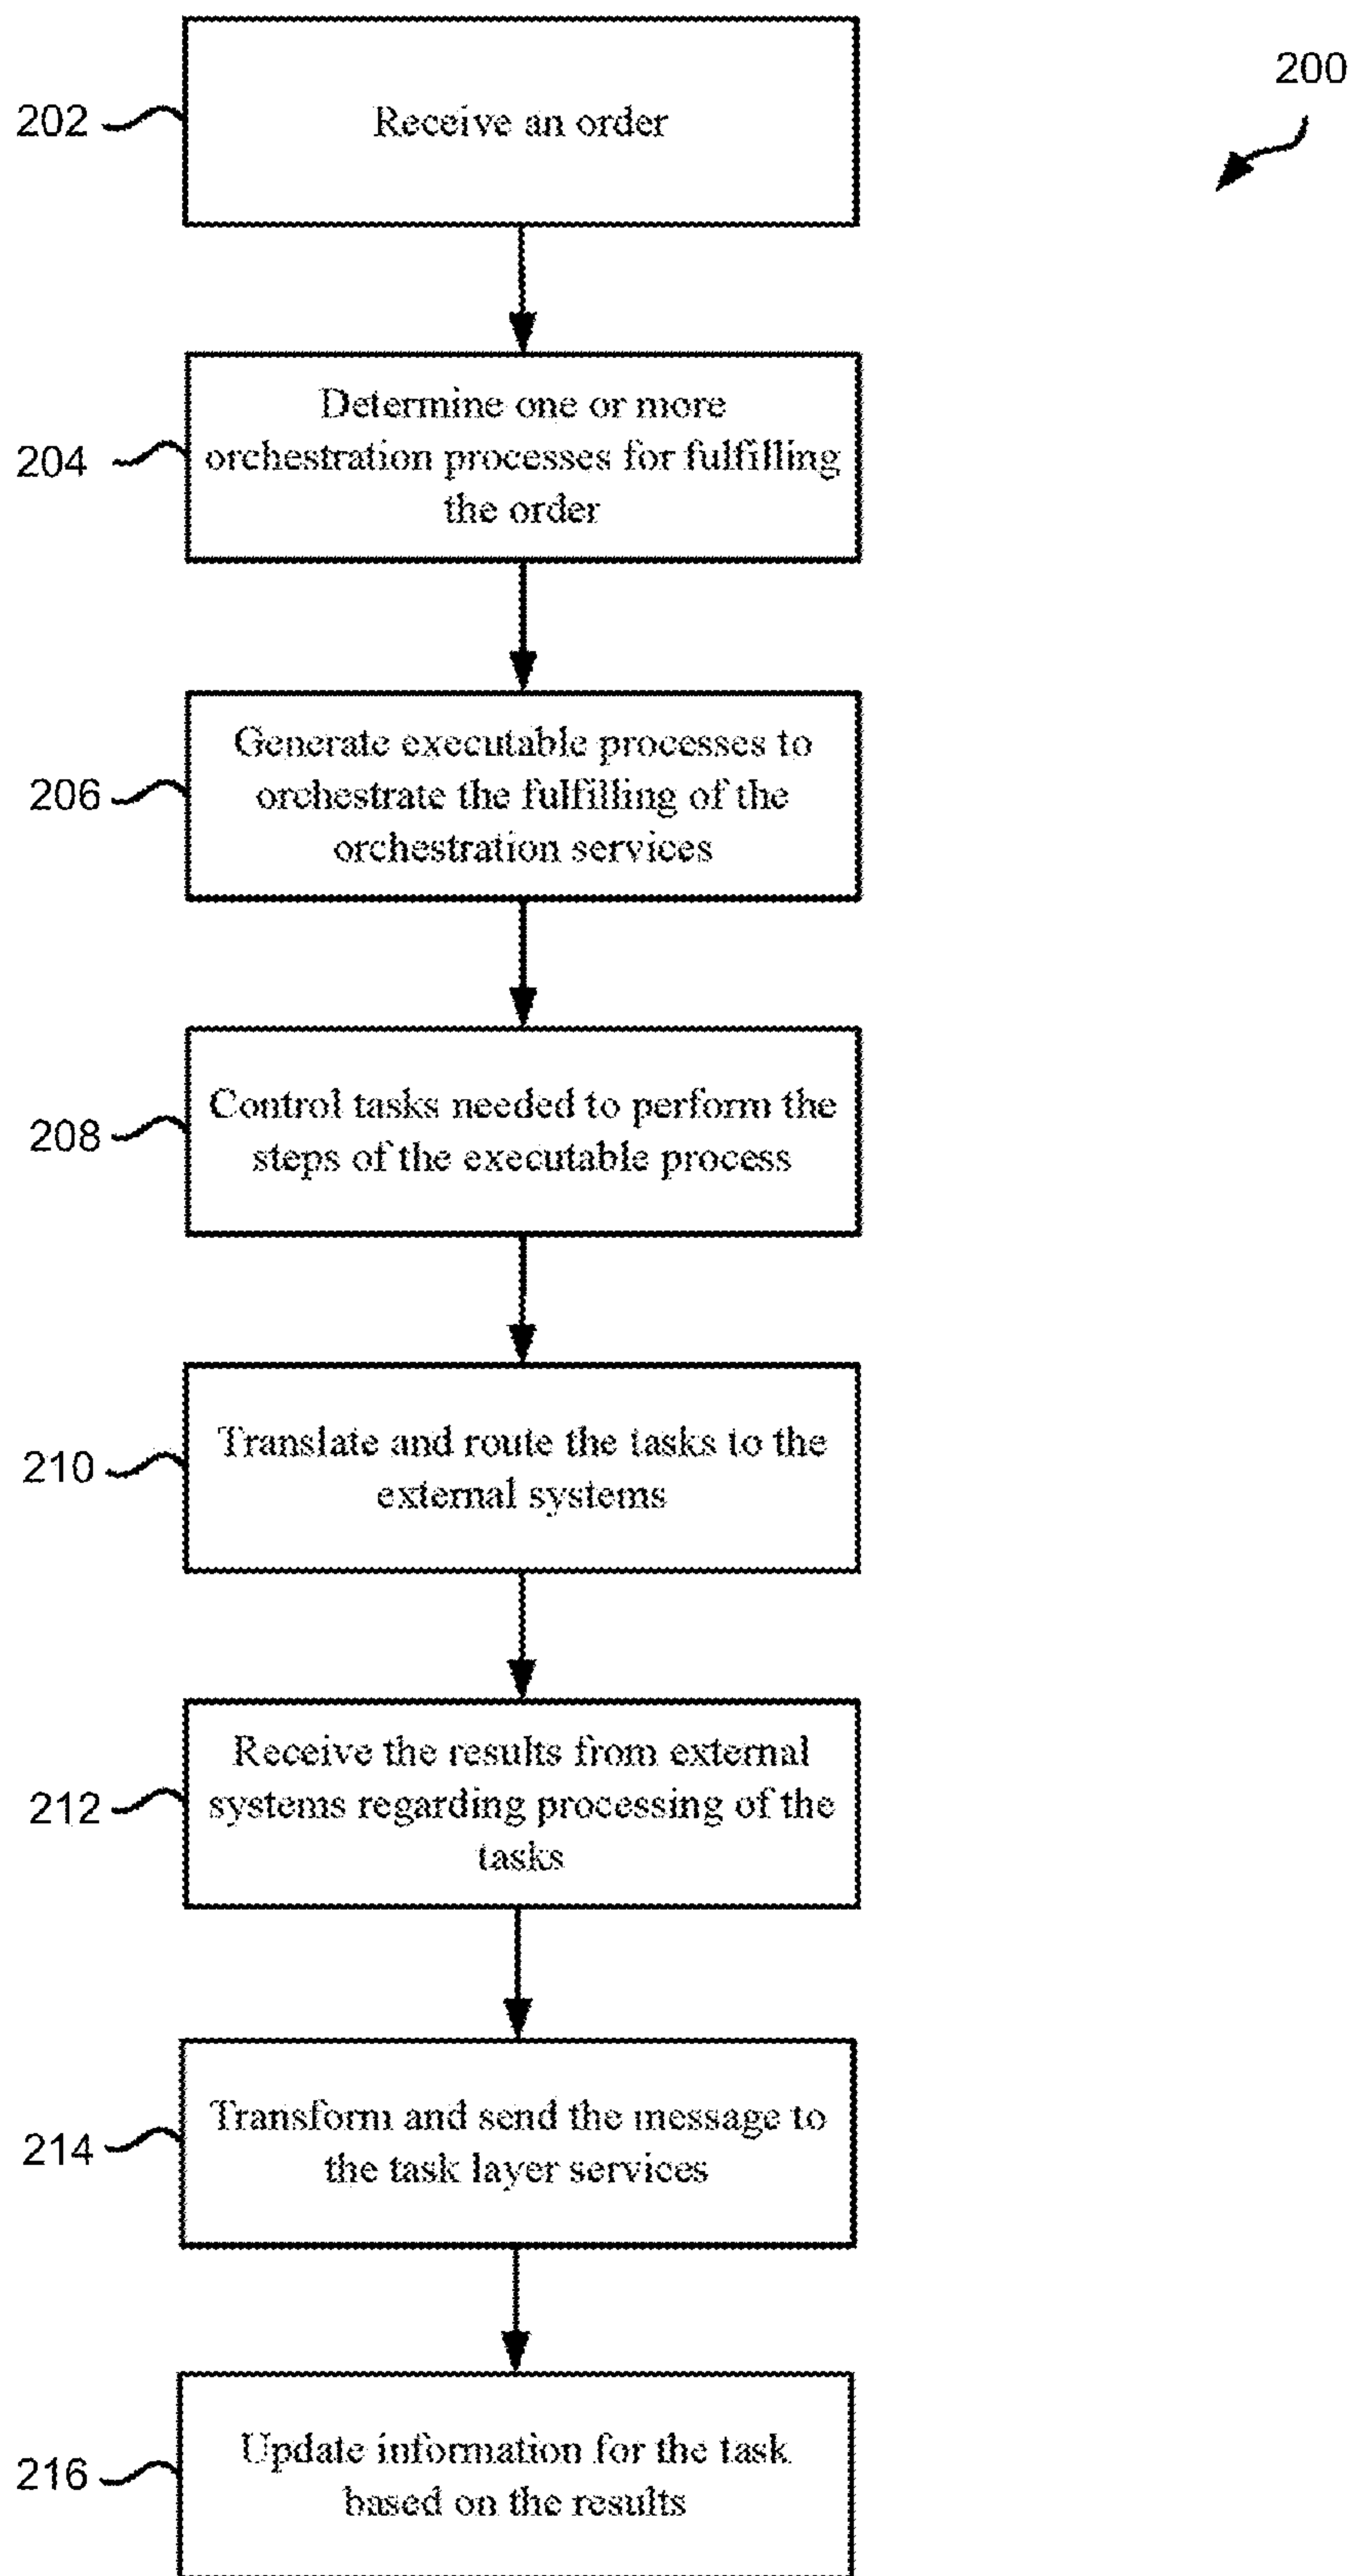 200
202
Receive an order
204
Determine one or more
orchestration processes for fulfilling
the order
206
Generate executable processes to
orchestrate the fulfilling of the
orchestration services
208
Control tasks needed to perform the
steps of the executable process
210
Translate and route the tasks to the
external systems
212
Receive the results from external
systems regarding processing of the
tasks
214
Transform and send the message to
the task layer services
216
Update information for the task
based on the results